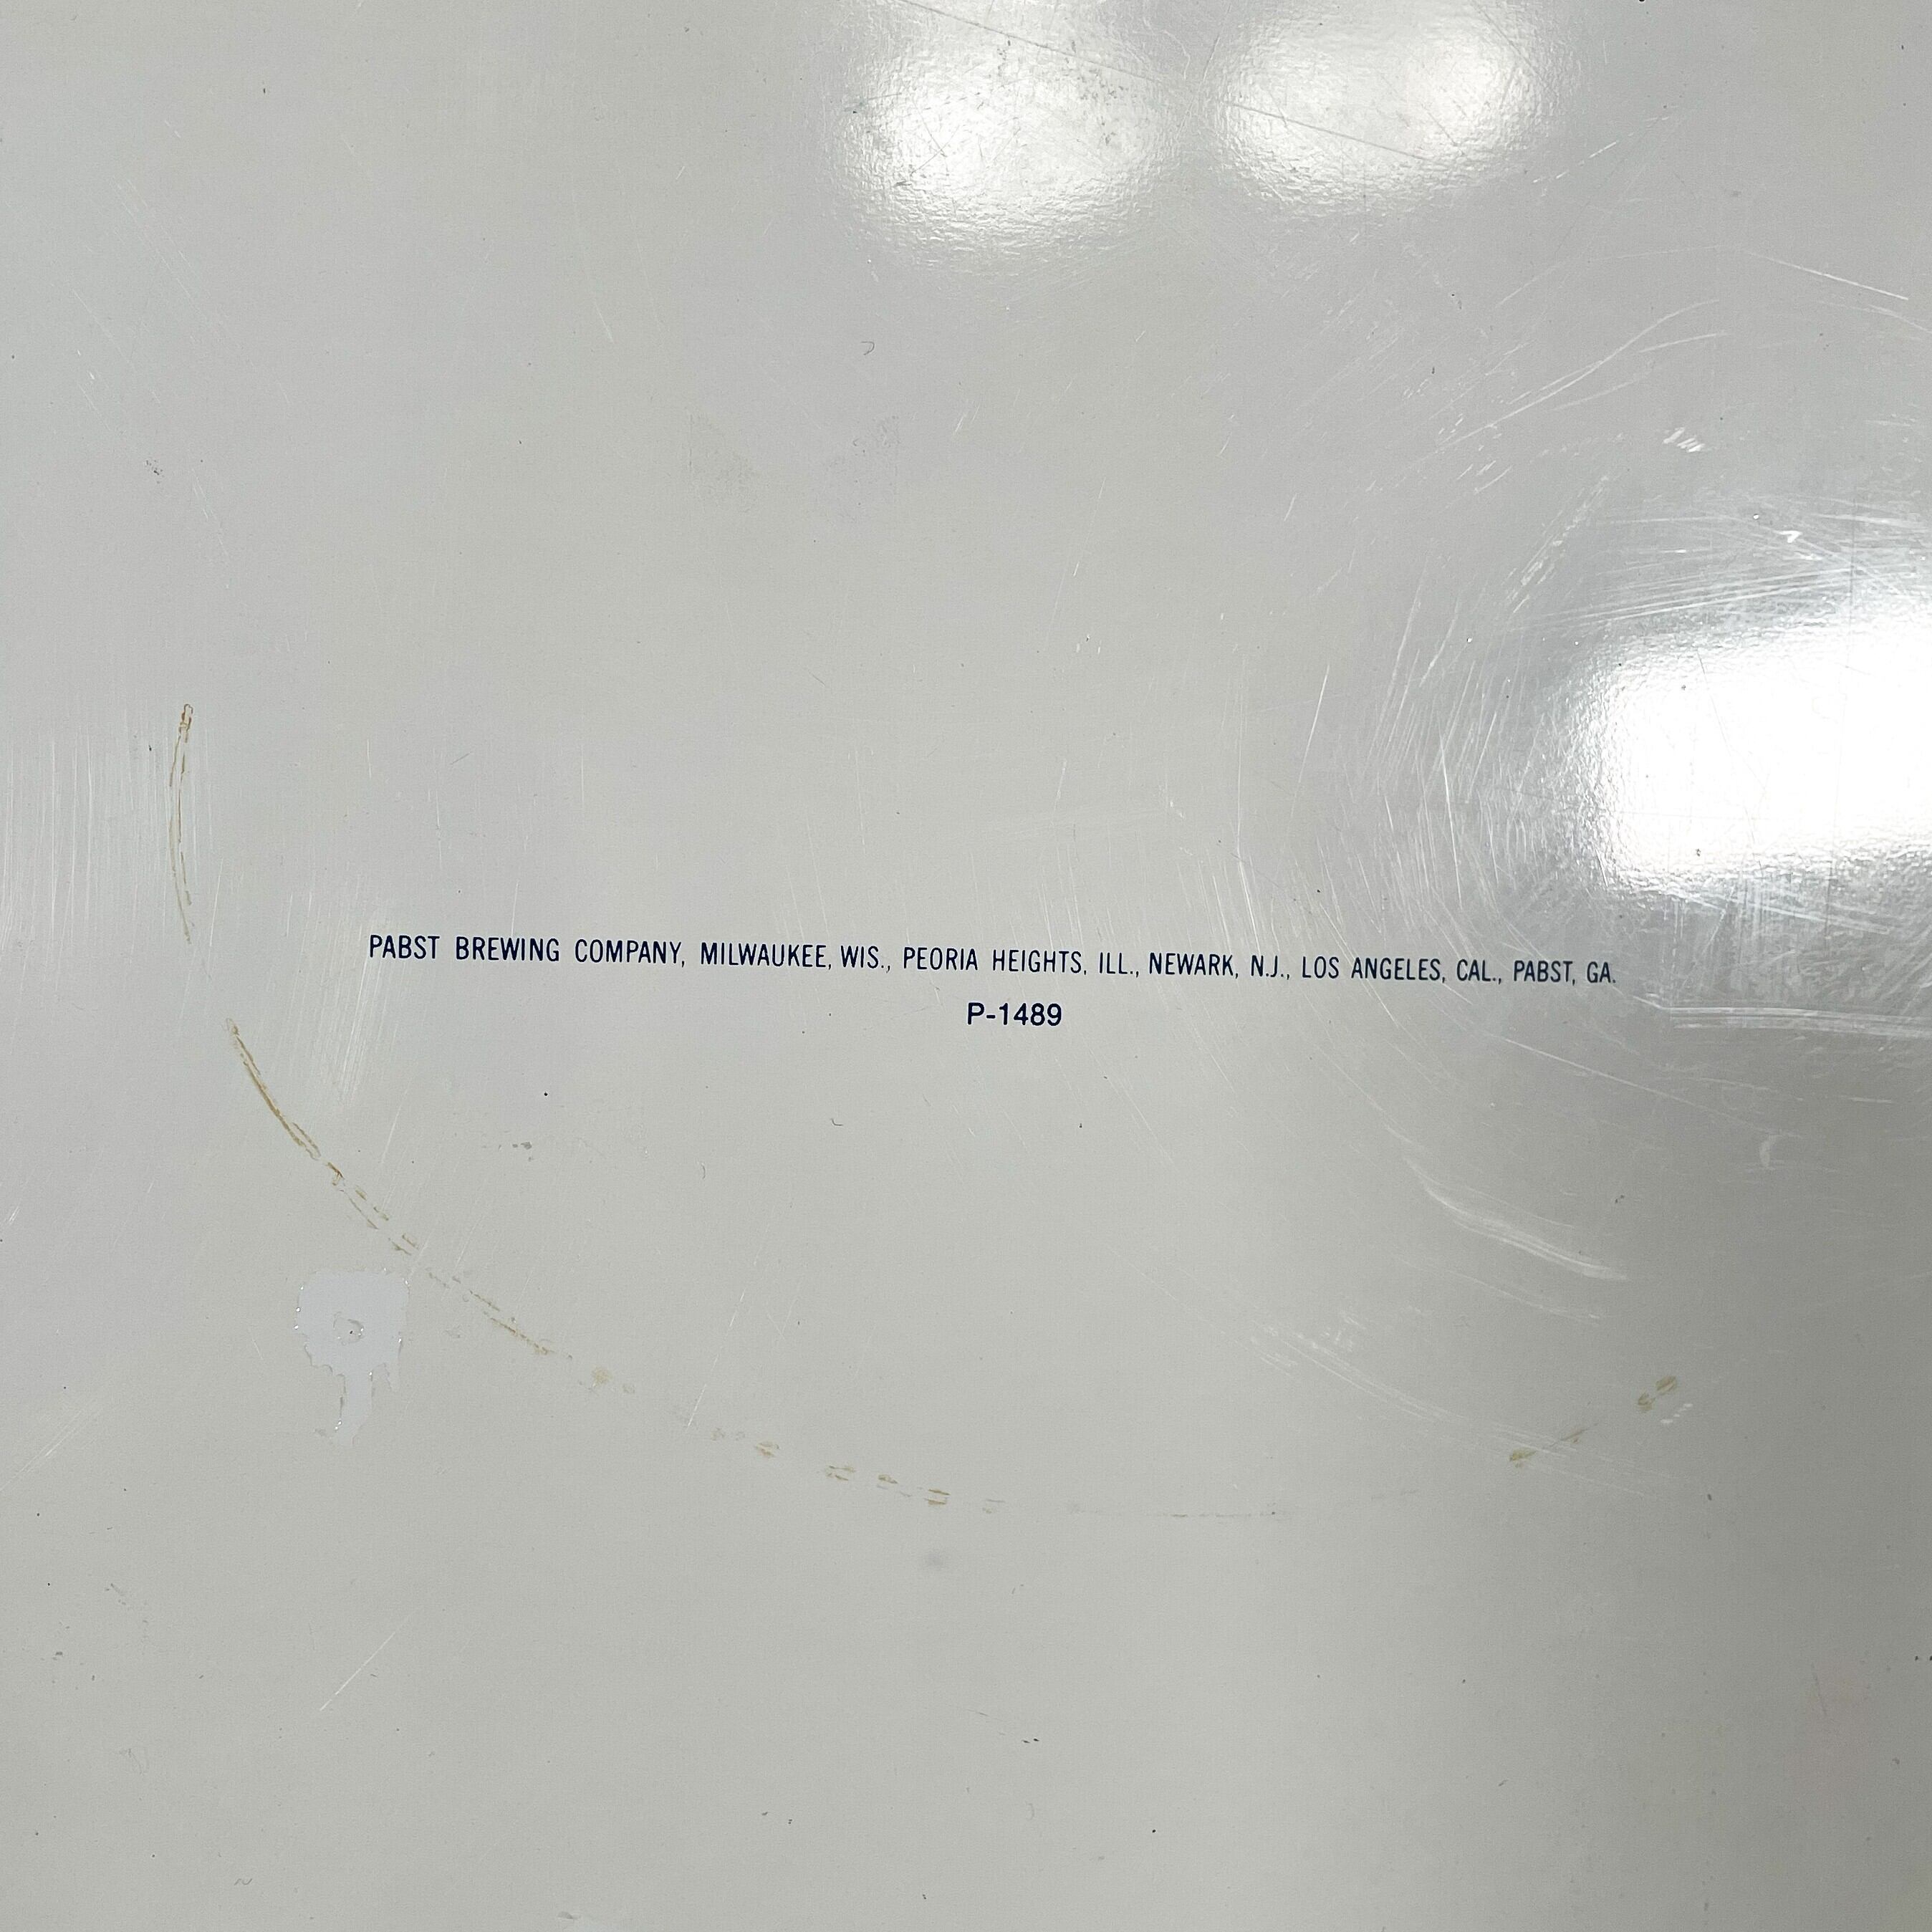 PABST BREWING COMPANY, MILWAUKEE, WIS., PEORIA HEIGHTS, ILL., NEWARK, N.J., LOS ANGELES, CAL., PABST, GA.
P-1489